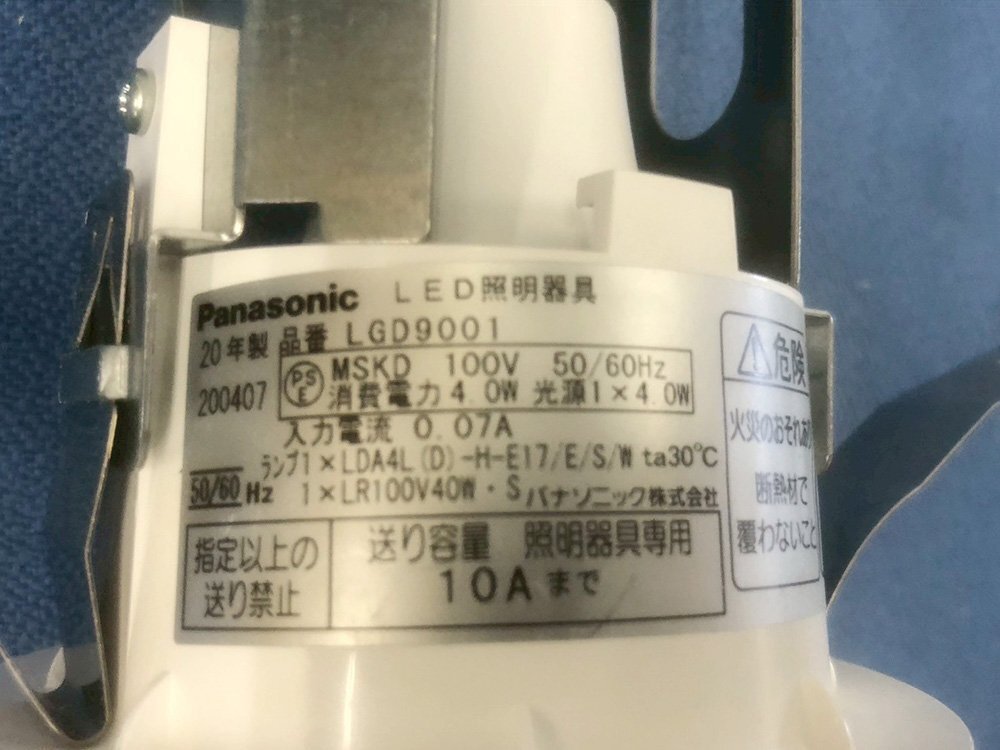 Panasonic LED照明器具
20年製 品番 LGD9001
200407
PSE MSKD 100V 50/60Hz
消費電力 4.0W 光源1×4.0W
入力電流 0.07A
ランプ1×LDA4L(D)-H-E17/E/S/W ta30℃
50/60 Hz 1×LR100V40W・S パナソニック株式会社
指定以上の
送り禁止
送り容量 照明器具専用
10Aまで
危険
火災のおそれあり
断熱材で
覆わないこと